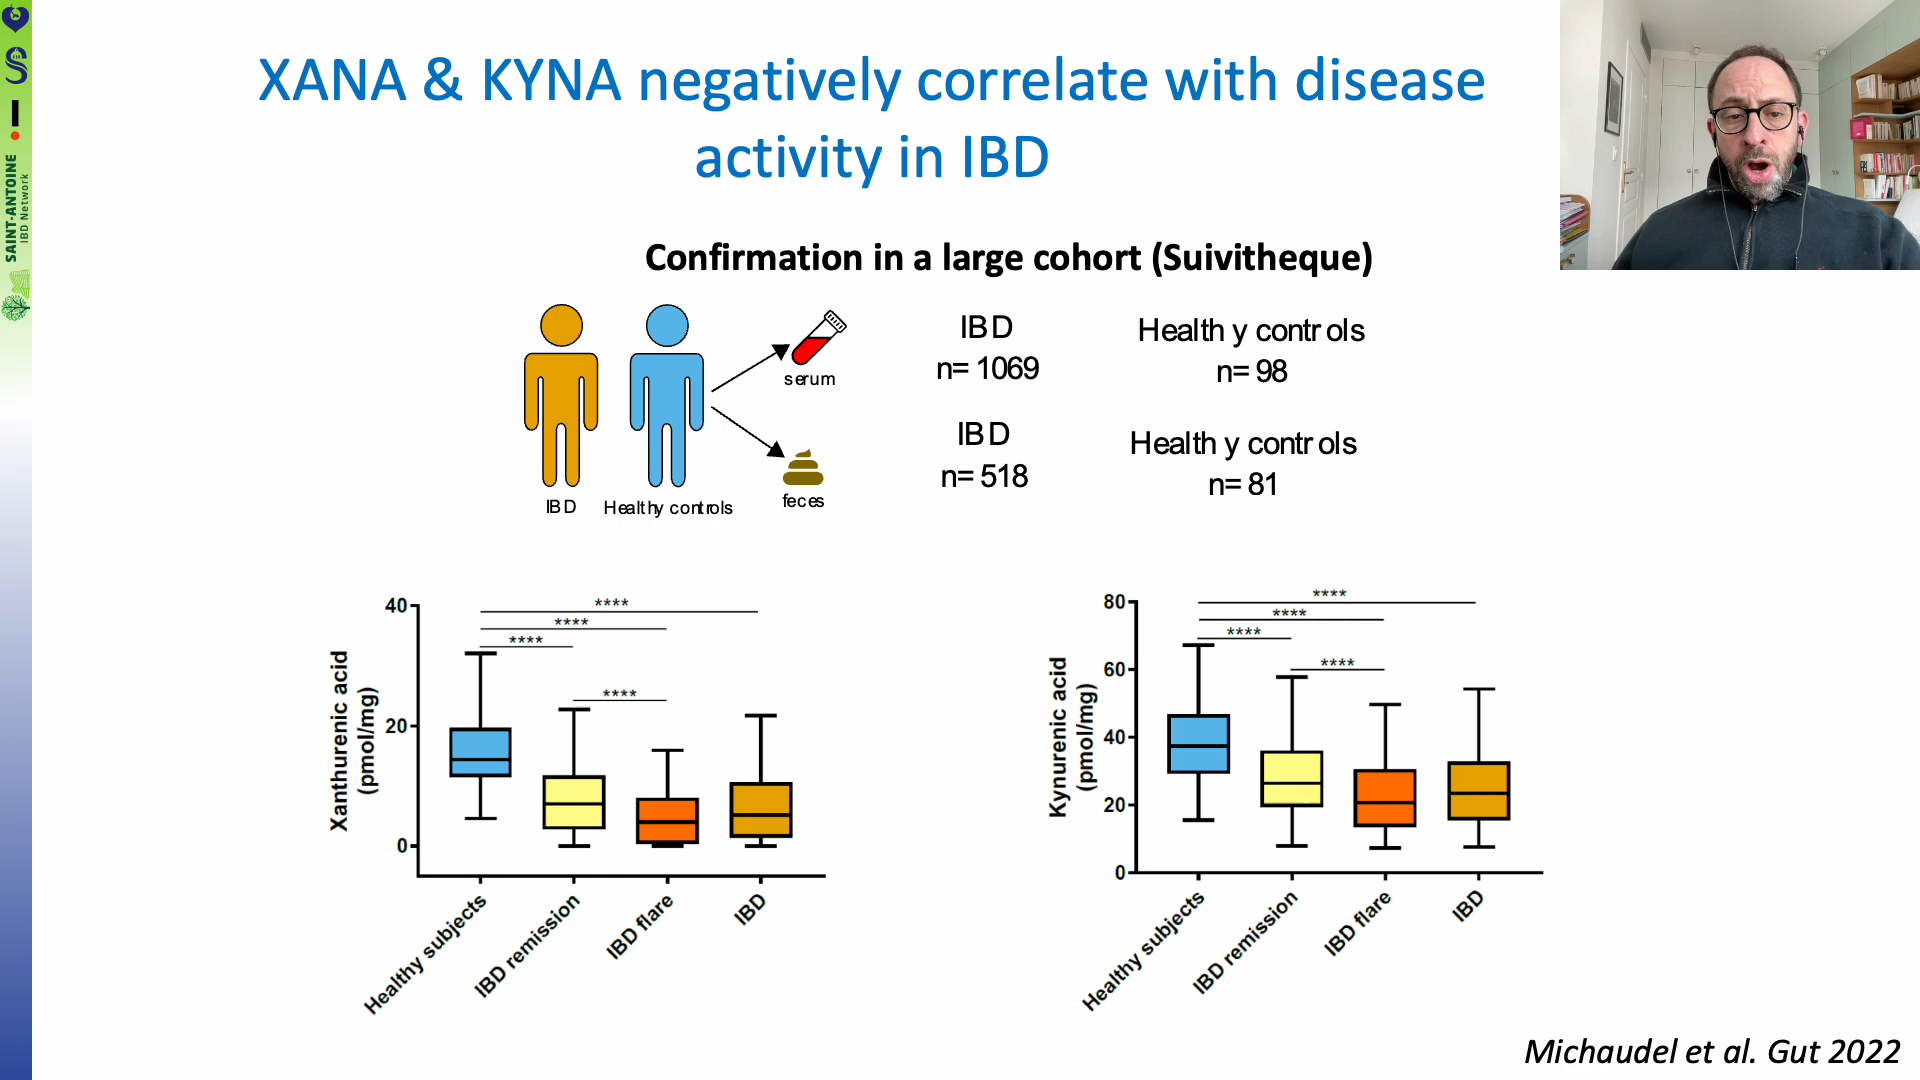 XANA & KYNA negatively correlate with disease
activity in IBD
SAINT-ANTOINE
IBD Network
Confirmation in a large cohort (Suivitheque)
IBD
n= 1069
Healthy controls
n= 98
serum
IBD
n= 518
Healthy controls
n= 81
feces
IBD
Healthy controls
Xanthurenic acid
(pmol/mg)
40
20
0
****
****
****
****
Healthy subjects
IBD remission
IBD flare
IBD
Kynurenic acid
(pmol/mg)
80
60
40
20
0
****
****
****
****
Healthy subjects
IBD remission
IBD flare
IBD
Michaudel et al. Gut 2022